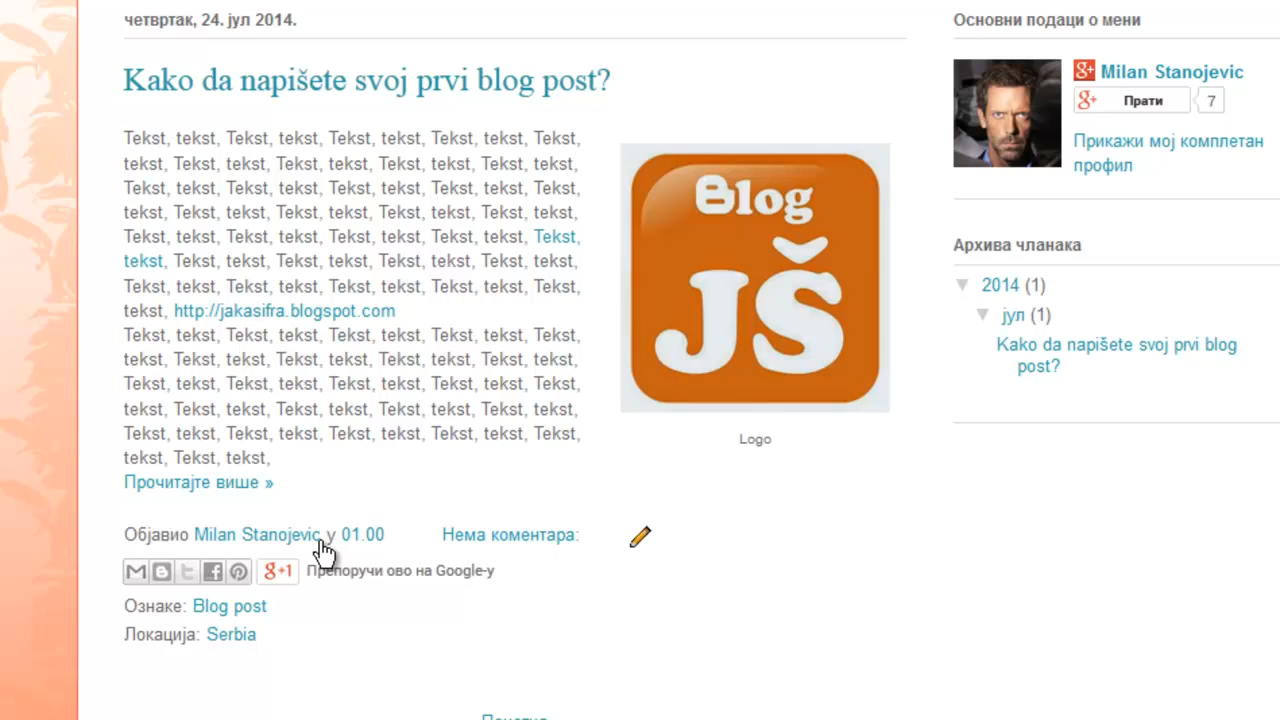 четвртак, 24. јул 2014.
Kako da napišete svoj prvi blog post?
Tekst, tekst, Tekst, tekst, Tekst, tekst, Tekst, tekst, Tekst,
tekst, Tekst, tekst, Tekst, tekst, Tekst, tekst, Tekst, tekst,
Tekst, tekst, Tekst, tekst, Tekst, tekst, Tekst, tekst, Tekst,
tekst, Tekst, tekst, Tekst, tekst, Tekst, tekst, Tekst, tekst,
Tekst, tekst, Tekst, tekst, Tekst, tekst, Tekst, tekst, Tekst,
tekst, Tekst, tekst, Tekst, tekst, Tekst, tekst, Tekst, tekst,
Tekst, tekst, Tekst, tekst, Tekst, tekst, Tekst, tekst, Tekst,
tekst, http://jakasifra.blogspot.com
Tekst, tekst, Tekst, tekst, Tekst, tekst, Tekst, tekst, Tekst,
tekst, Tekst, tekst, Tekst, tekst, Tekst, tekst, Tekst, tekst,
Tekst, tekst, Tekst, tekst, Tekst, tekst, Tekst, tekst, Tekst,
tekst, Tekst, tekst, Tekst, tekst, Tekst, tekst, Tekst, tekst,
Tekst, tekst, Tekst, tekst, Tekst, tekst, Tekst, tekst, Tekst,
tekst, Tekst, tekst,
Прочитајте више »
Blog
JŠ
Logo
Објавио Milan Stanojevic у 01.00 Нема коментара:
g+1 Препоручи ово на Google-у
Ознаке: Blog post
Локација: Serbia
Основни подаци о мени
g+ Milan Stanojevic
g+ Прати 7
Прикажи мој комплетан
профил
Архива чланака
▼ 2014 (1)
▼ јул (1)
Kako da napišete svoj prvi blog
post?